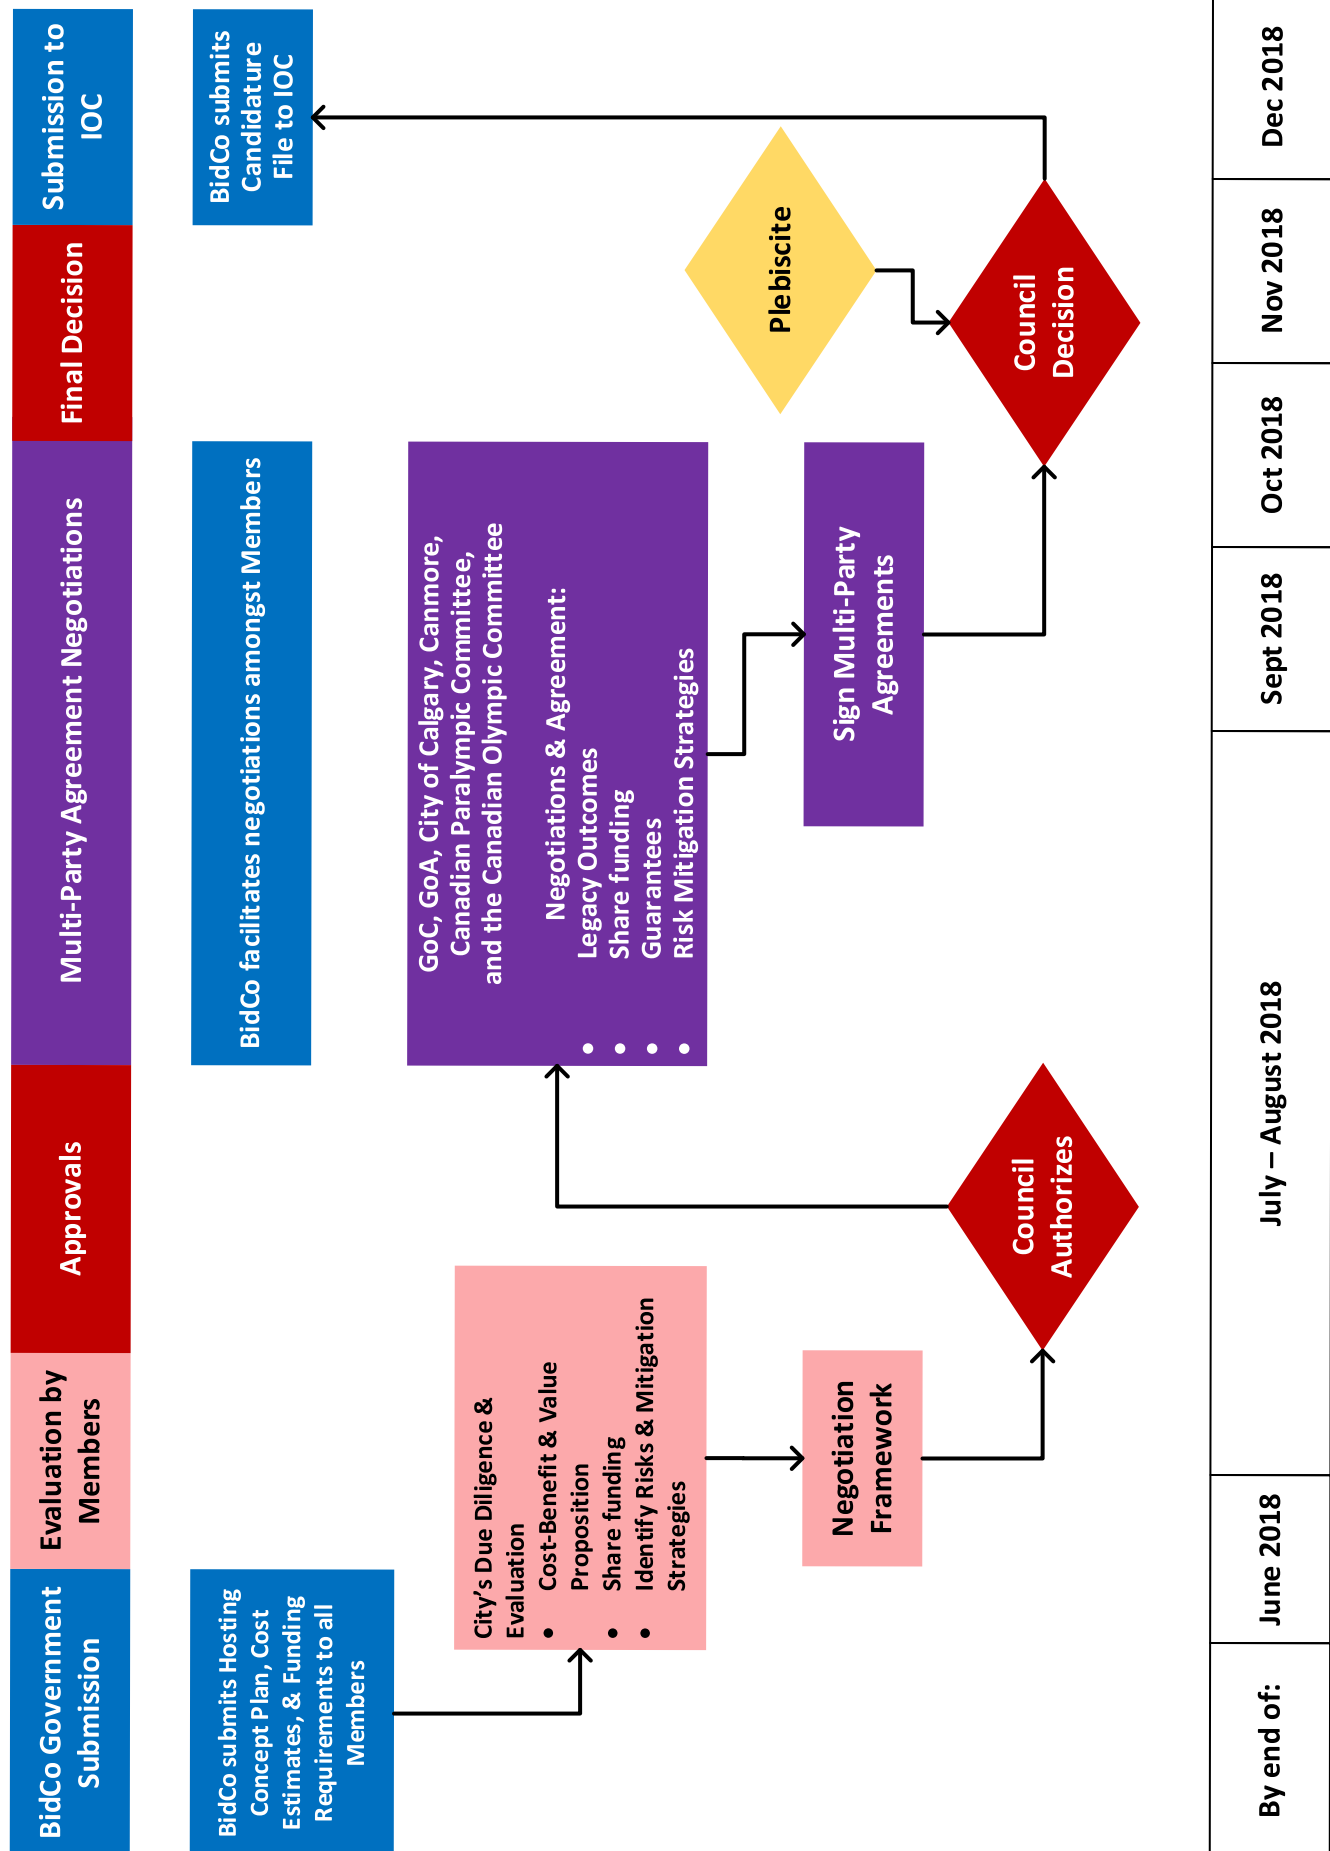 BidCo Government
Submission
Evaluation by
Members
Approvals
Multi-Party Agreement Negotiations
Final Decision
Submission to
IOC
BidCo submits Hosting
Concept Plan, Cost
Estimates, & Funding
Requirements to all
Members
BidCo facilitates negotiations amongst Members
BidCo submits
Candidature
File to IOC
City's Due Diligence &
Evaluation
• Cost-Benefit & Value
Proposition
• Share funding
• Identify Risks & Mitigation
Strategies
GoC, GoA, City of Calgary, Canmore,
Canadian Paralympic Committee,
and the Canadian Olympic Committee
Negotiations & Agreement:
• Legacy Outcomes
• Share funding
• Guarantees
• Risk Mitigation Strategies
Plebiscite
Negotiation
Framework
Sign Multi-Party
Agreements
Council
Authorizes
Council
Decision
By end of:
June 2018
July – August 2018
Sept 2018
Oct 2018
Nov 2018
Dec 2018